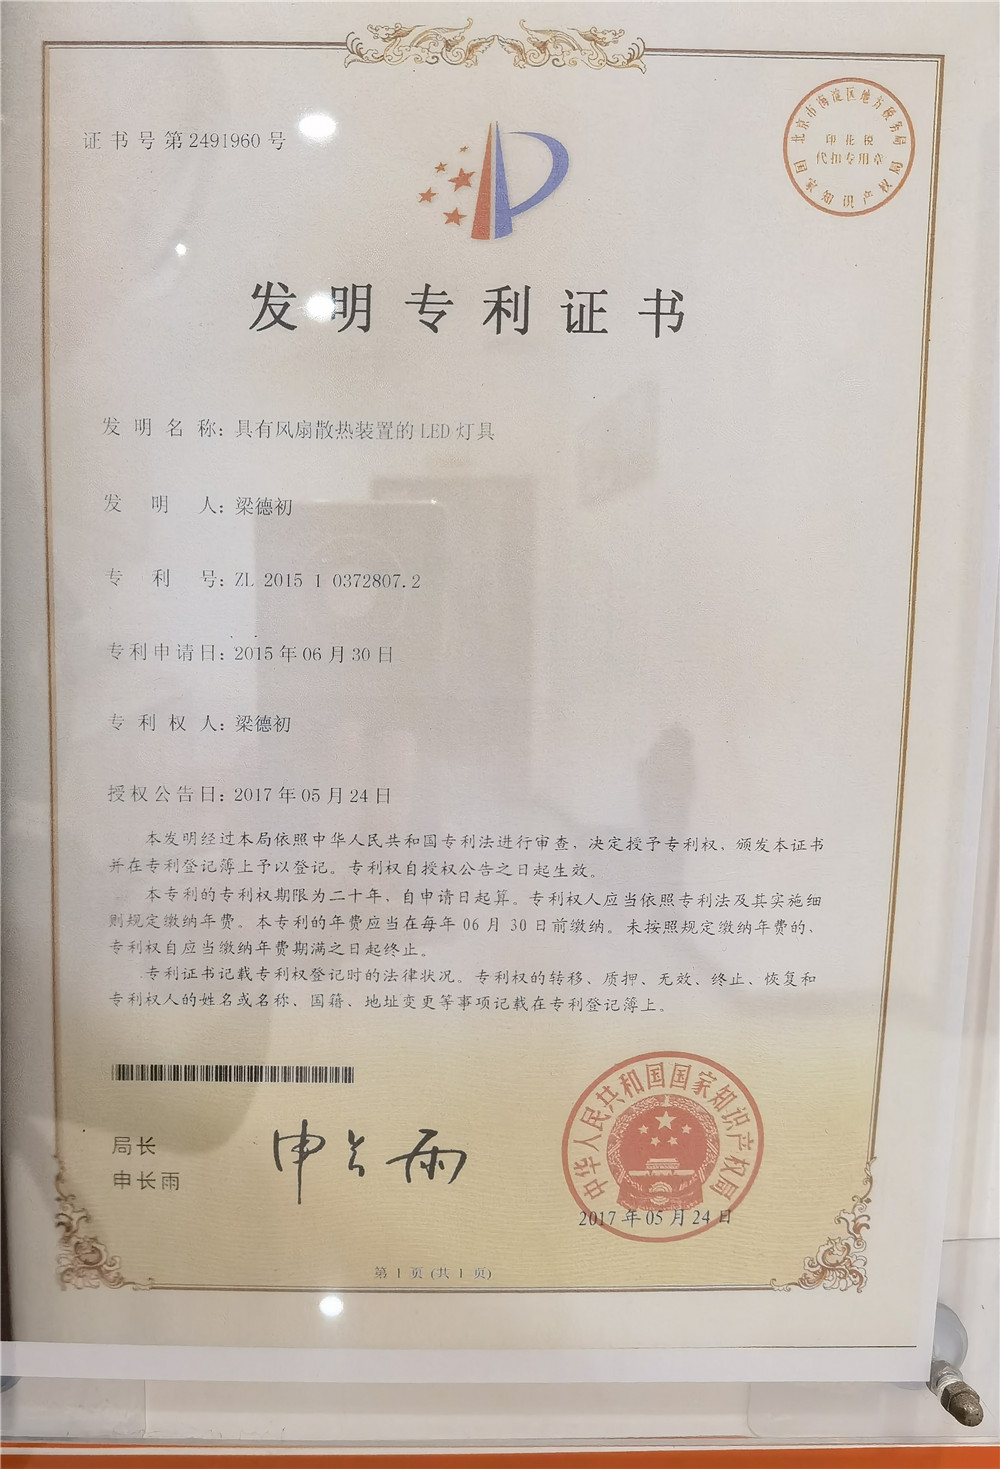 证书号第2491960号
北京市海淀区地方税务局
印花税
代扣专用章
国家知识产权局
发明专利证书
发明名称：具有风扇散热装置的LED灯具
发明人：梁德初
专利号：ZL 2015 1 0372807.2
专利申请日：2015年06月30日
专利权人：梁德初
授权公告日：2017年05月24日
本发明经过本局依照中华人民共和国专利法进行审查，决定授予专利权、颁发本证书
并在专利登记簿上予以登记。专利权自授权公告之日起生效。
本专利的专利权期限为二十年，自申请日起算。专利权人应当依照专利法及其实施细
则规定缴纳年费。本专利的年费应当在每年06月30日前缴纳。未按照规定缴纳年费的，
专利权自应当缴纳年费期满之日起终止。
专利证书记载专利权登记时的法律状况。专利权的转移、质押、无效、终止、恢复和
专利权人的姓名或名称、国籍、地址变更等事项记载在专利登记簿上。
局长
申长雨
申长雨
中华人民共和国国家知识产权局
2017年05月24日
第1页(共1页)